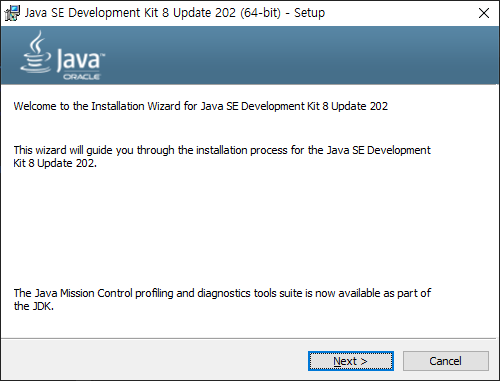 Java SE Development Kit 8 Update 202 (64-bit) - Setup
Java
ORACLE
Welcome to the Installation Wizard for Java SE Development Kit 8 Update 202
This wizard will guide you through the installation process for the Java SE Development
Kit 8 Update 202.
The Java Mission Control profiling and diagnostics tools suite is now available as part of
the JDK.
Next >
Cancel